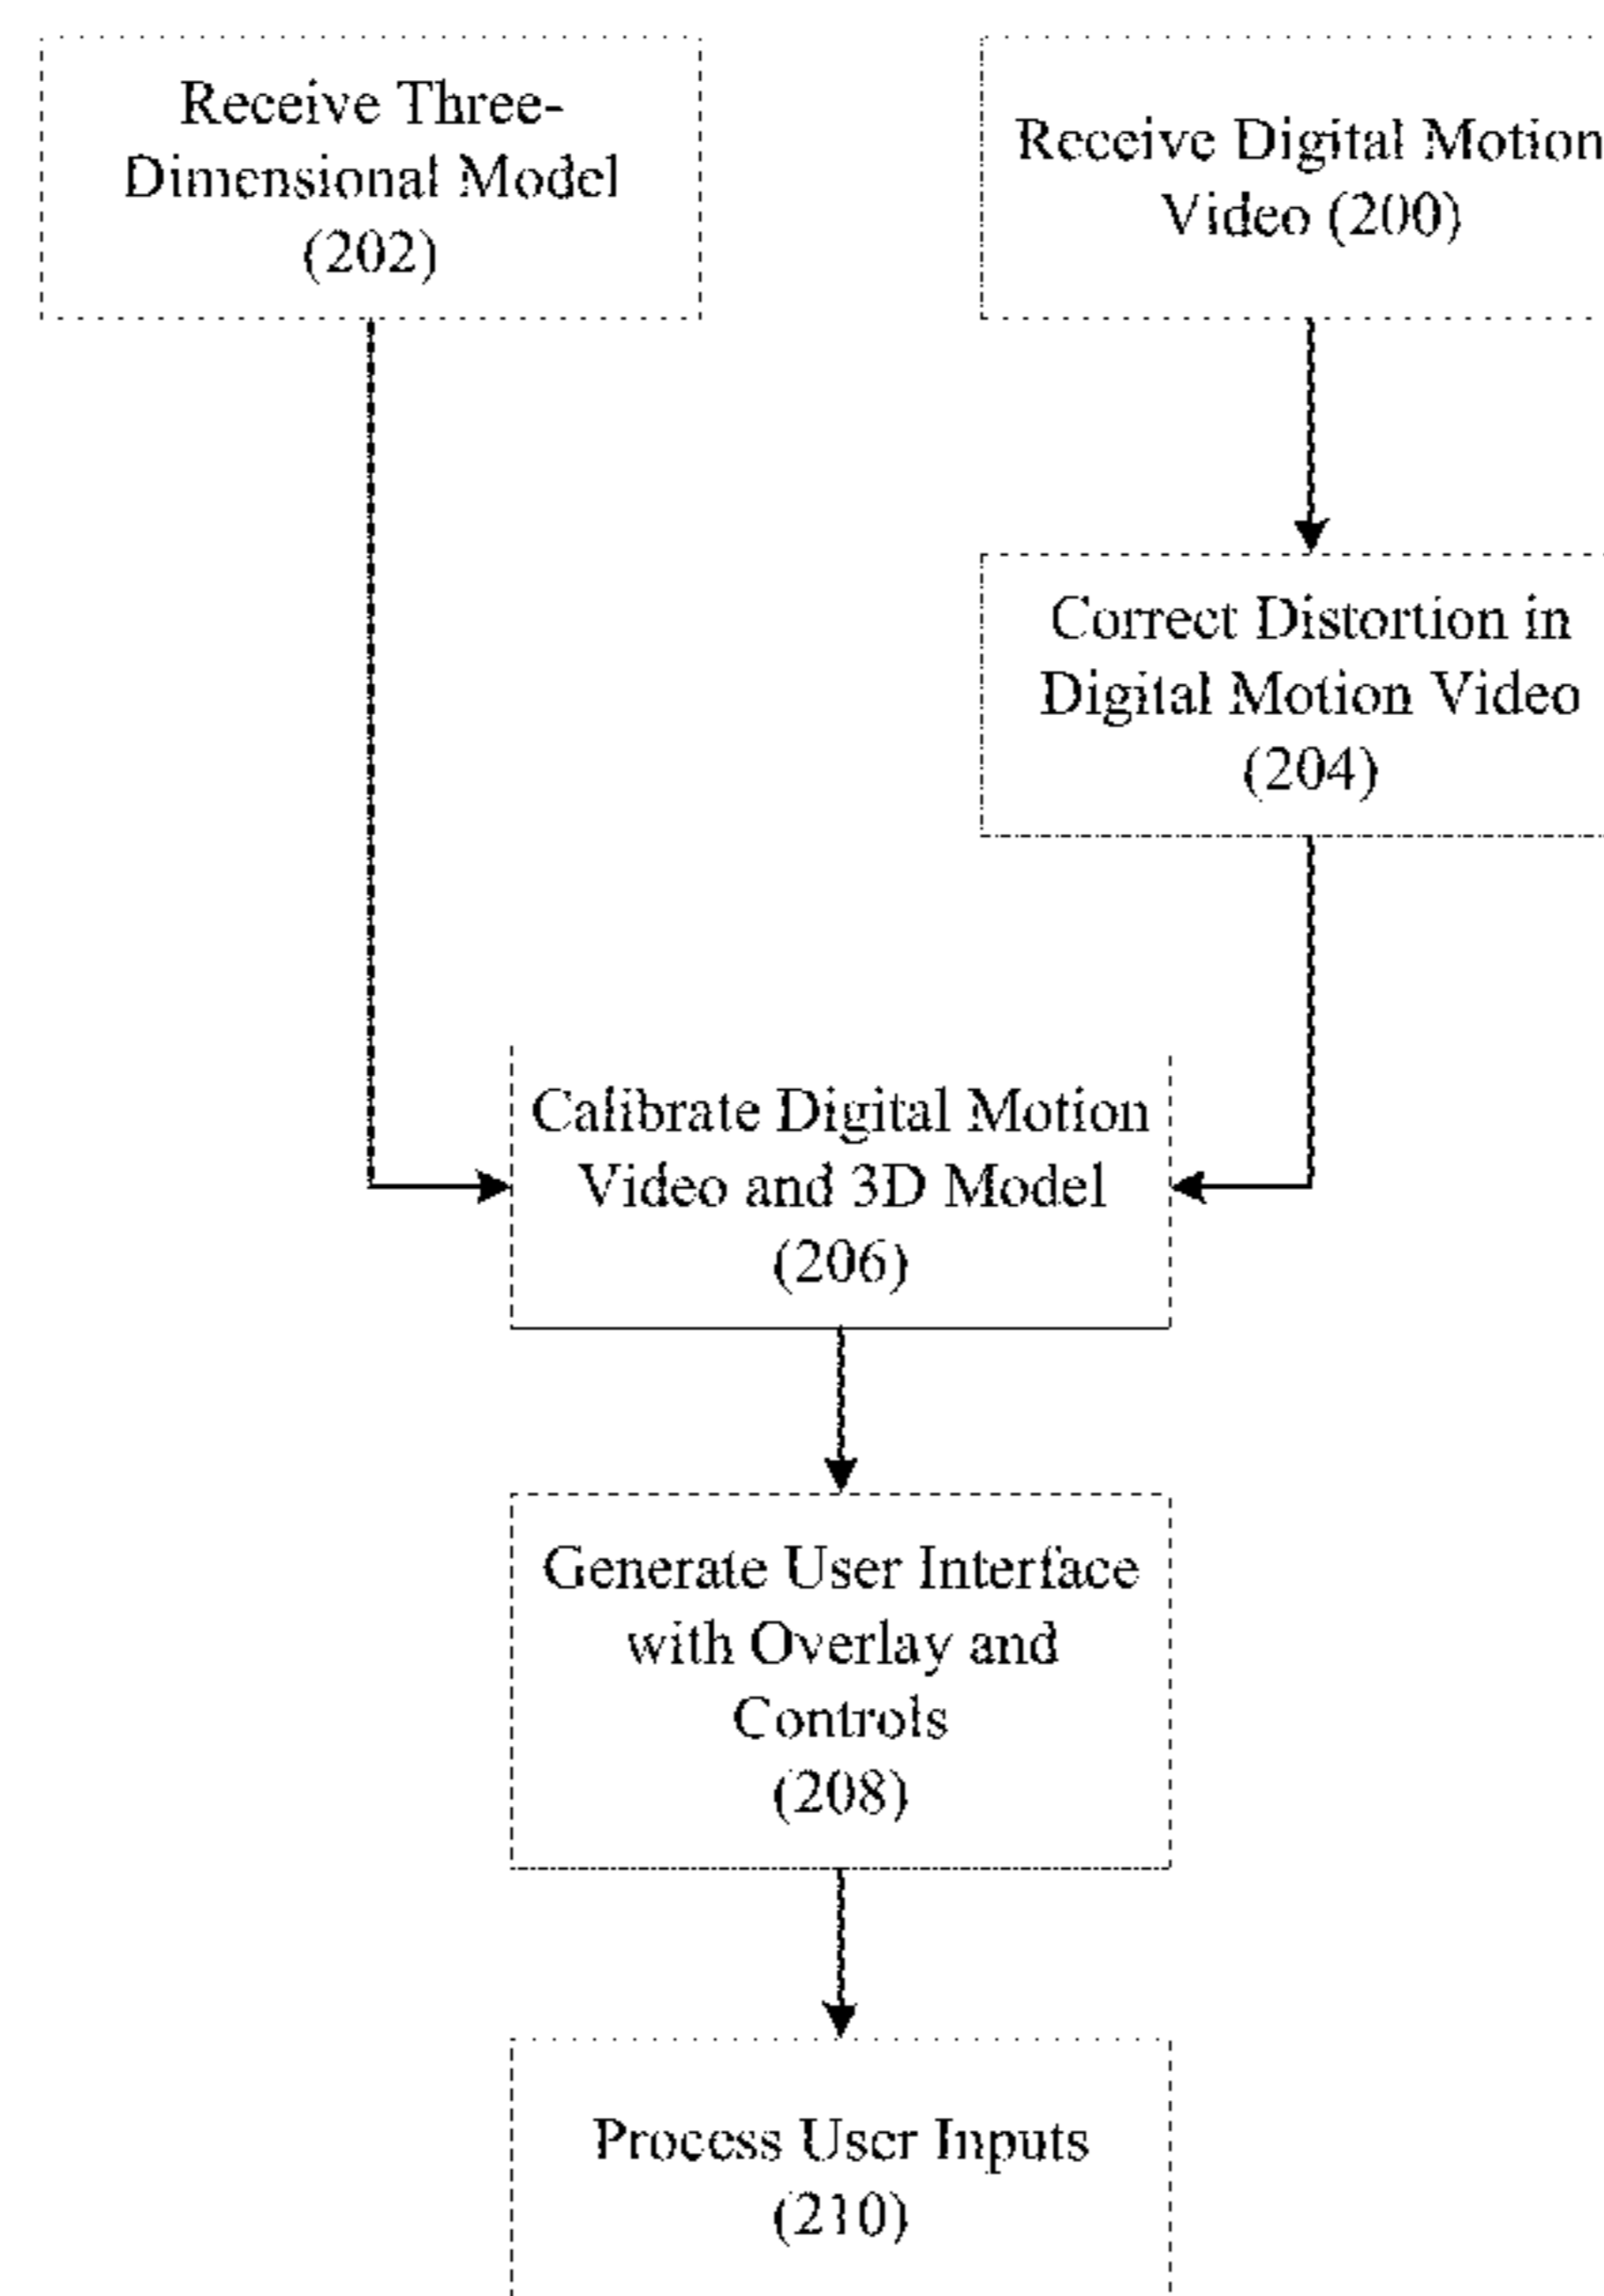 Receive Three-
Dimensional Model
(202)
Receive Digital Motion
Video (200)
Correct Distortion in
Digital Motion Video
(204)
Calibrate Digital Motion
Video and 3D Model
(206)
Generate User Interface
with Overlay and
Controls
(208)
Process User Inputs
(210)